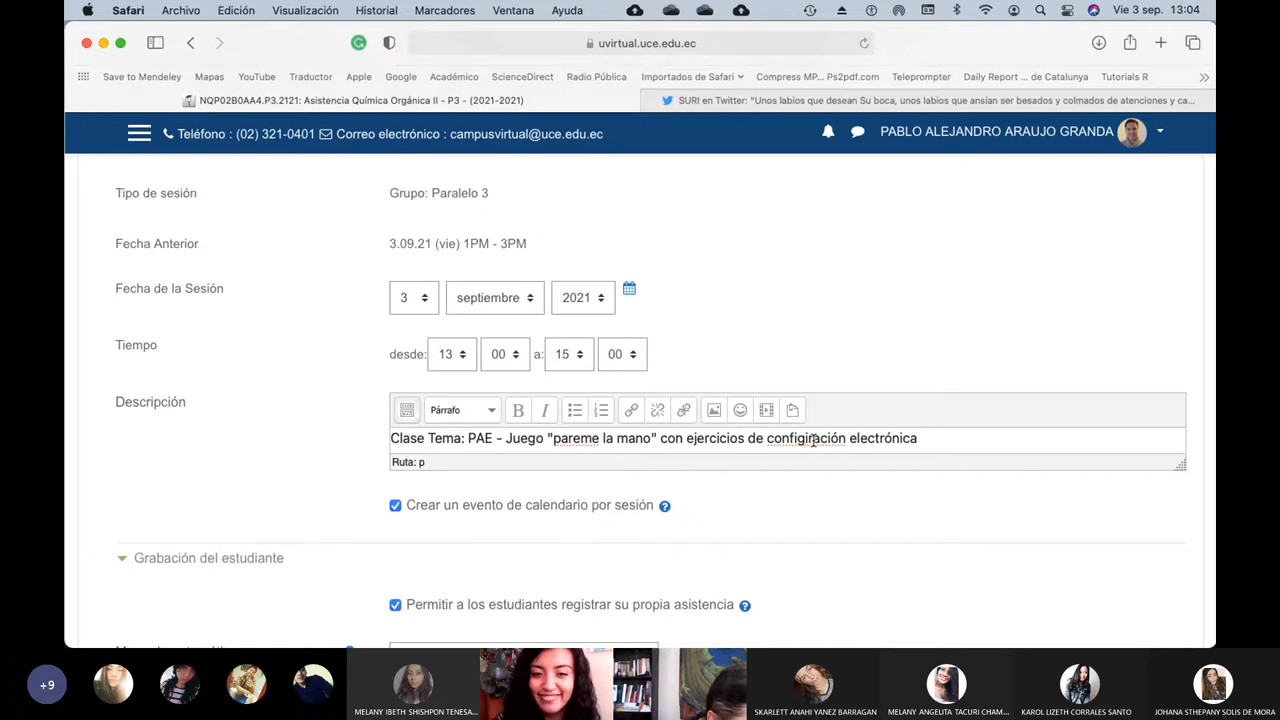 Safari Archivo Edición Visualización Historial Marcadores Ventana Ayuda Vie 3 sep. 13:04
uvirtual.uce.edu.ec
Save to Mendeley Mapas YouTube Traductor Apple Google Académico ScienceDirect Radio Pública Importados de Safari Compress MP... Ps2pdf.com Teleprompter Daily Report ... de Catalunya Tutorials R
NQP02B0AA4.P3.2121: Asistencia Química Orgánica II - P3 - (2021-2021) SURI en Twitter: "Unos labios que desean Su boca, unos labios que ansían ser besados y colmados de atenciones y ca...
Teléfono : (02) 321-0401 Correo electrónico : campusvirtual@uce.edu.ec PABLO ALEJANDRO ARAUJO GRANDA
Tipo de sesión Grupo: Paralelo 3
Fecha Anterior 3.09.21 (vie) 1PM - 3PM
Fecha de la Sesión 3 septiembre 2021
Tiempo desde: 13 00 a: 15 00
Descripción Párrafo B I
Clase Tema: PAE - Juego "pareme la mano" con ejercicios de configiración electrónica
Ruta: p
Crear un evento de calendario por sesión
Grabación del estudiante
Permitir a los estudiantes registrar su propia asistencia
+9 MELANY IBETH SHISHPON TENESA... SKARLETT ANAHI YANEZ BARRAGAN MELANY ANGELITA TACURI CHAM... KAROL LIZETH CORRALES SANTO JOHANA STHEPANY SOLIS DE MORA